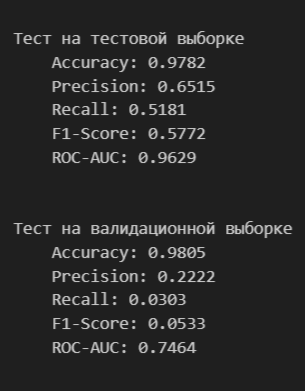 Тест на тестовой выборке
Accuracy: 0.9782
Precision: 0.6515
Recall: 0.5181
F1-Score: 0.5772
ROC-AUC: 0.9629
Тест на валидационной выборке
Accuracy: 0.9805
Precision: 0.2222
Recall: 0.0303
F1-Score: 0.0533
ROC-AUC: 0.7464